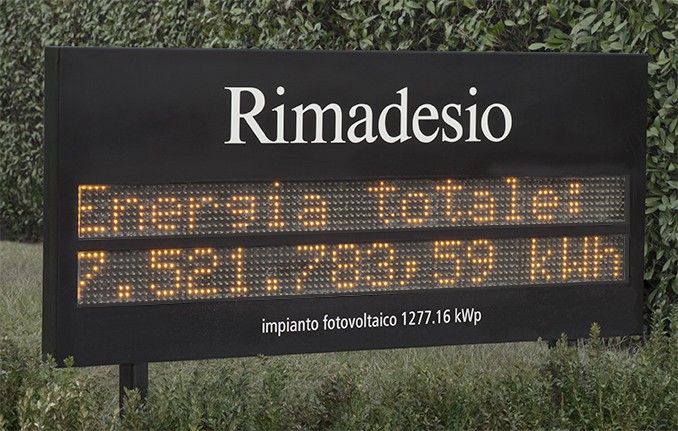 Rimadesio
Energia totale:
7.521.783,59 kWh
impianto fotovoltaico 1277.16 kWp